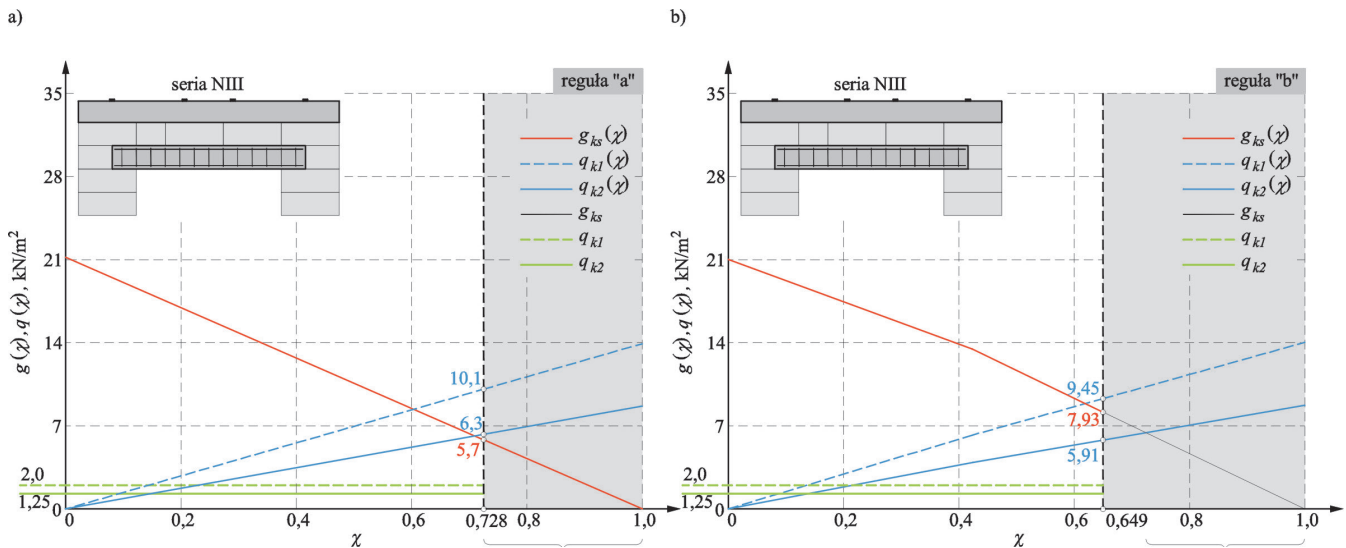 a)
seria NIII
reguła "a"
35
28
21
14
7
0
g(χ), q(χ), kN/m²
g_ks(χ)
q_k1(χ)
q_k2(χ)
g_ks
q_k1
q_k2
10,1
6,3
5,7
2,0
1,25
0
0,2
0,4
0,6
0,728
0,8
1,0
χ
b)
seria NIII
reguła "b"
35
28
21
14
7
0
g(χ), q(χ), kN/m²
g_ks(χ)
q_k1(χ)
q_k2(χ)
g_ks
q_k1
q_k2
9,45
7,93
5,91
2,0
1,25
0
0,2
0,4
0,6
0,649
0,8
1,0
χ